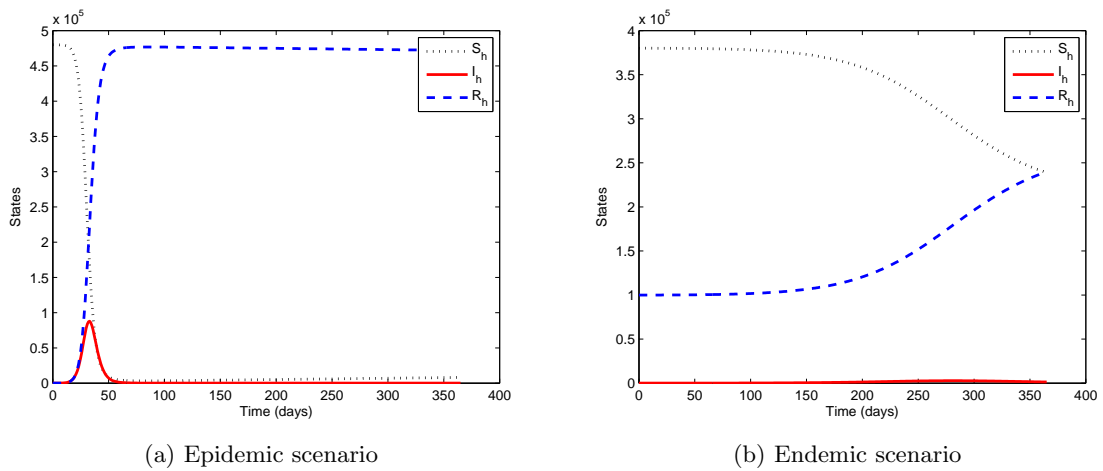 x 10^5
5
4.5
4
3.5
3
2.5
2
1.5
1
0.5
0
States
0 50 100 150 200 250 300 350 400
Time (days)
S_h
I_h
R_h
(a) Epidemic scenario
x 10^5
4
3.5
3
2.5
2
1.5
1
0.5
0
States
0 50 100 150 200 250 300 350 400
Time (days)
S_h
I_h
R_h
(b) Endemic scenario